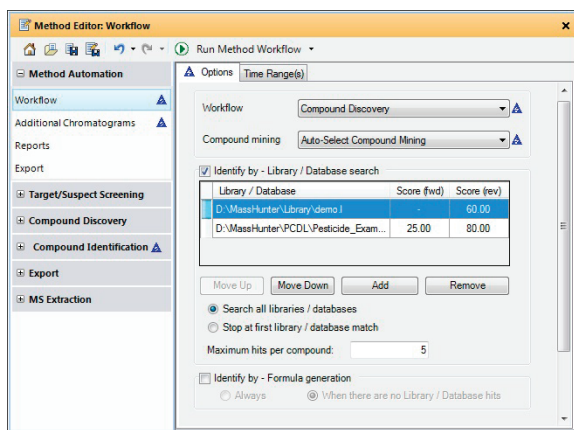 Method Editor: Workflow
Run Method Workflow
Method Automation
Workflow
Additional Chromatograms
Reports
Export
Target/Suspect Screening
Compound Discovery
Compound Identification
Export
MS Extraction
Options Time Range(s)
Workflow Compound Discovery
Compound mining Auto-Select Compound Mining
Identify by - Library / Database search
Library / Database Score (fwd) Score (rev)
D:\MassHunter\Library\demo.l - 60.00
D:\MassHunter\PCDL\Pesticide_Exam... 25.00 80.00
Move Up Move Down Add Remove
Search all libraries / databases
Stop at first library / database match
Maximum hits per compound: 5
Identify by - Formula generation
Always When there are no Library / Database hits